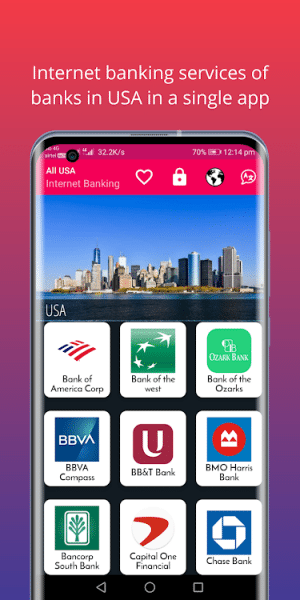 Internet banking services of
banks in USA in a single app
airtel 32.2K/s 70% 12:14 pm
All USA
Internet Banking
USA
Bank of
America Corp
Bank of the
west
OZARK BANK
Bank of the
Ozarks
BBVA
BBVA
Compass
BB&T Bank
BMO Harris
Bank
Bancorp
South Bank
Capital One
Financial
Chase Bank